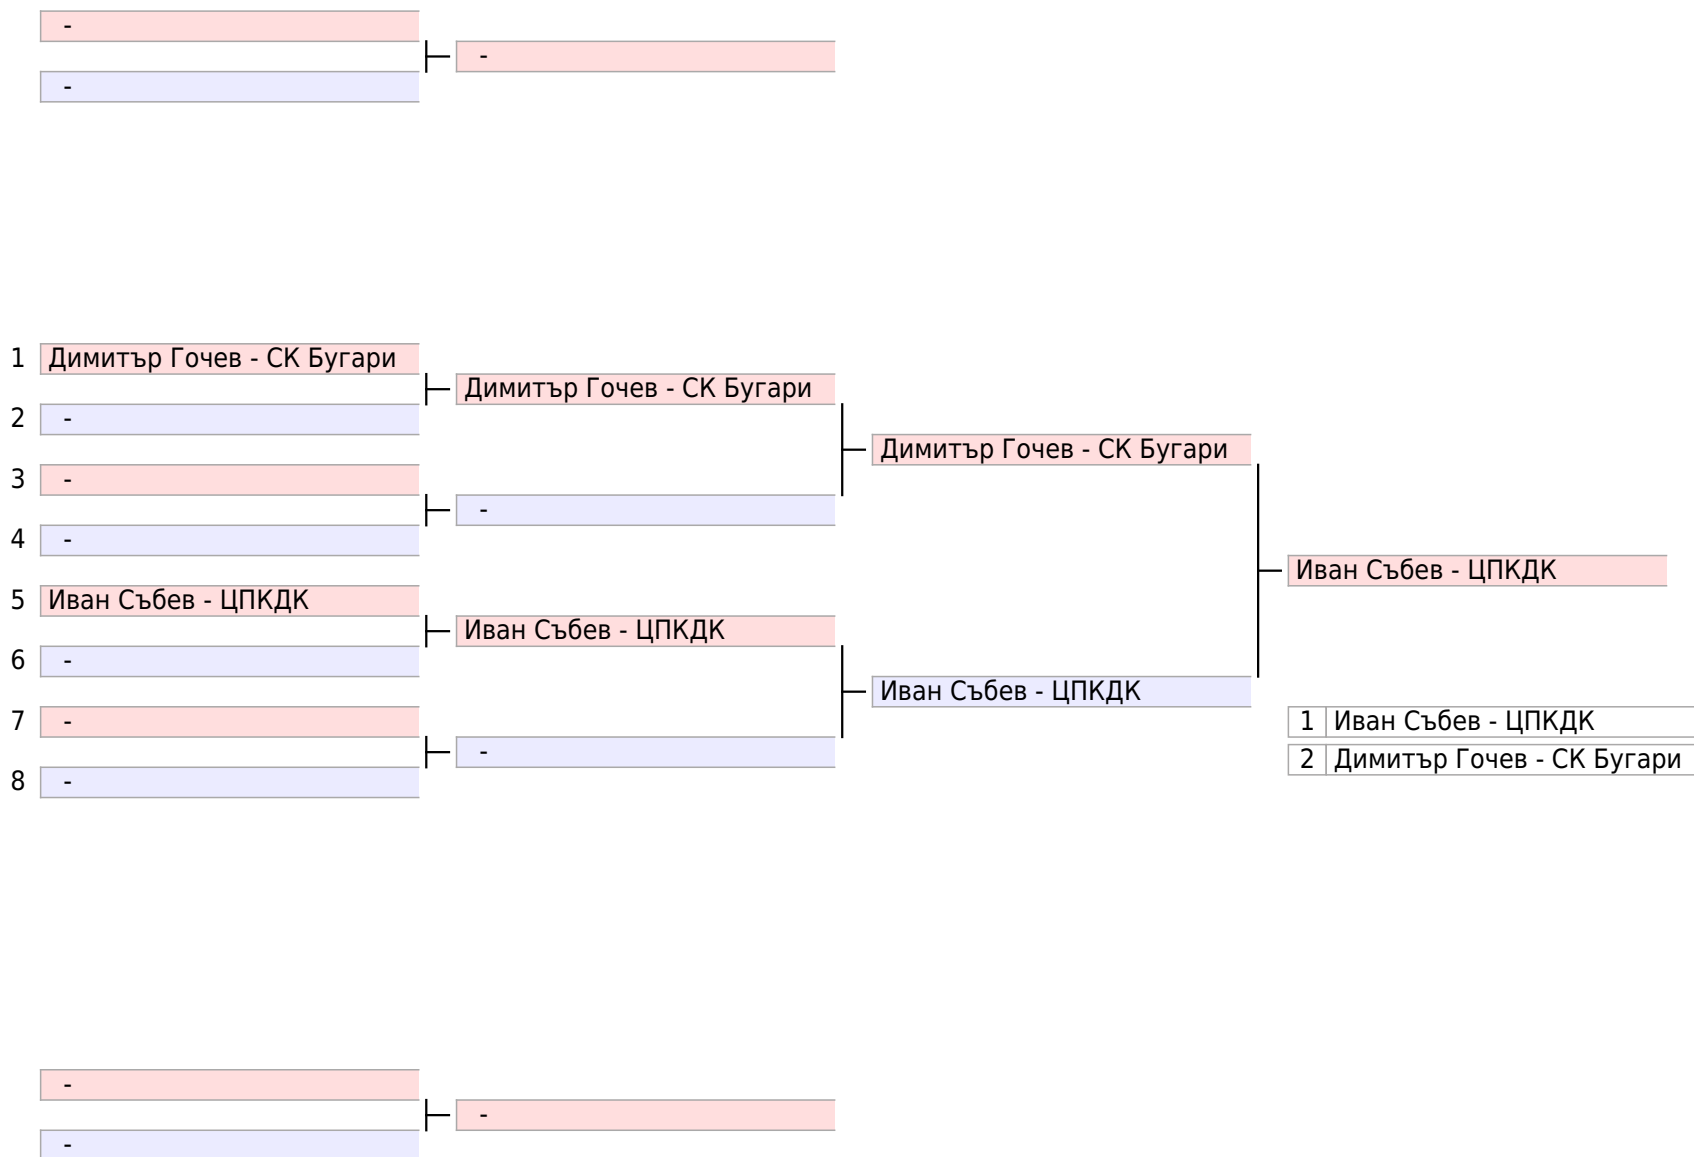 -
-
-
1 Димитър Гочев - СК Бугари
Димитър Гочев - СК Бугари
2 -
Димитър Гочев - СК Бугари
3 -
-
4 -
Иван Събев - ЦПКДК
5 Иван Събев - ЦПКДК
Иван Събев - ЦПКДК
6 -
Иван Събев - ЦПКДК
7 -
1 Иван Събев - ЦПКДК
-
2 Димитър Гочев - СК Бугари
8 -
-
-
-